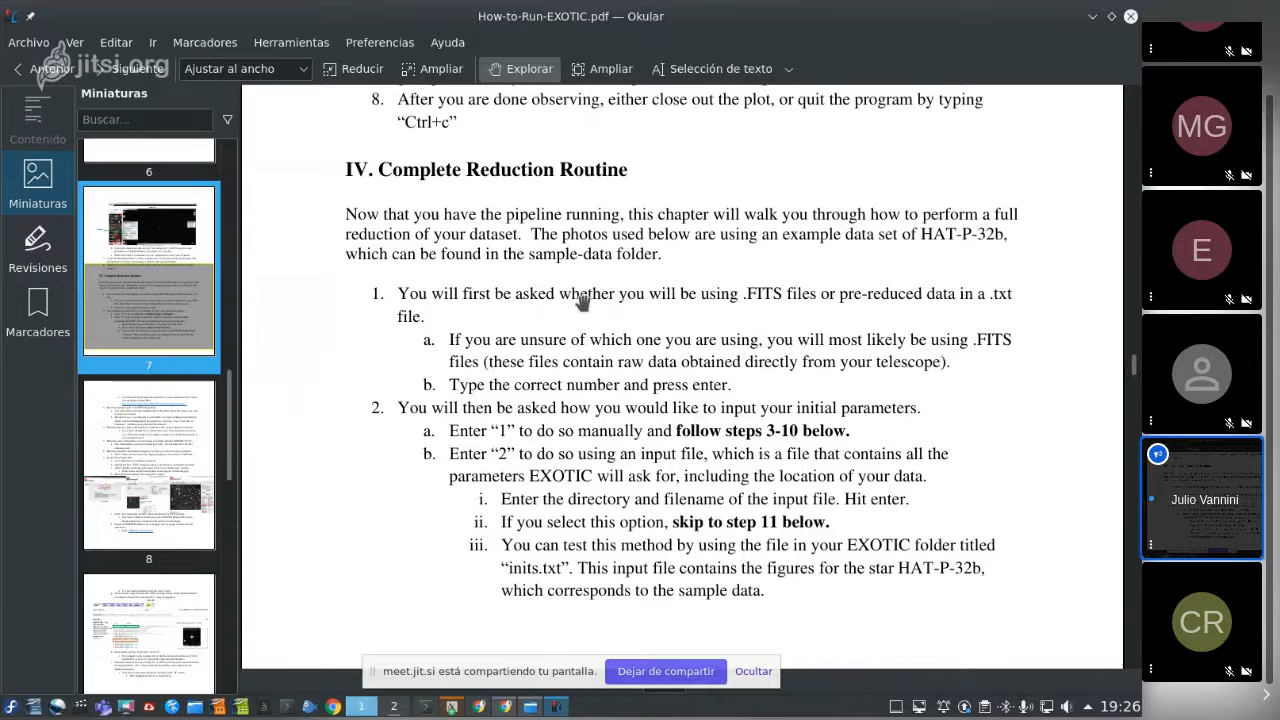 How-to-Run-EXOTIC.pdf — Okular
Archivo Ver Editar Ir Marcadores Herramientas Preferencias Ayuda
jitsi.org
Anterior Siguiente Ajustar al ancho Reducir Ampliar Explorar Ampliar Selección de texto
Contenido
Miniaturas
Revisiones
Marcadores
Miniaturas
Buscar...
6
7
8
8. After you are done observing, either close out the plot, or quit the program by typing
“Ctrl+c”
IV. Complete Reduction Routine
Now that you have the pipeline running, this chapter will walk you through how to perform a full
reduction of your dataset. The photos used below are using an example data set of HAT-P-32b,
which can be found in the sample-data folder.
1. You will first be asked whether you will be using .FITS files or pre-reduced data in a .txt
file.
a. If you are unsure of which one you are using, you will most likely be using .FITS
files (these files contain raw data obtained directly from your telescope).
b. Type the correct number and press enter.
2. You will then be asked how you would like to input your initial parameters.
Enter “1” to do so manually and follow steps 3-10 below.
b. Enter “2” to do so using an input file, which is a file that contains all the
parameters EXOTIC will ask for, including the location of your data.
i. Enter the directory and filename of the input file. Hit enter.
ii. If you select this option, skip to step 11 below.
iii. You can test this method by using the file in your EXOTIC folder titled
“inits.txt”. This input file contains the figures for the star HAT-P-32b,
which corresponds to the sample data.
meet.jit.si está compartiendo tu pantalla.
Dejar de compartir
Ocultar
1 2
19:26
MG
E
Julio Vannini
CR